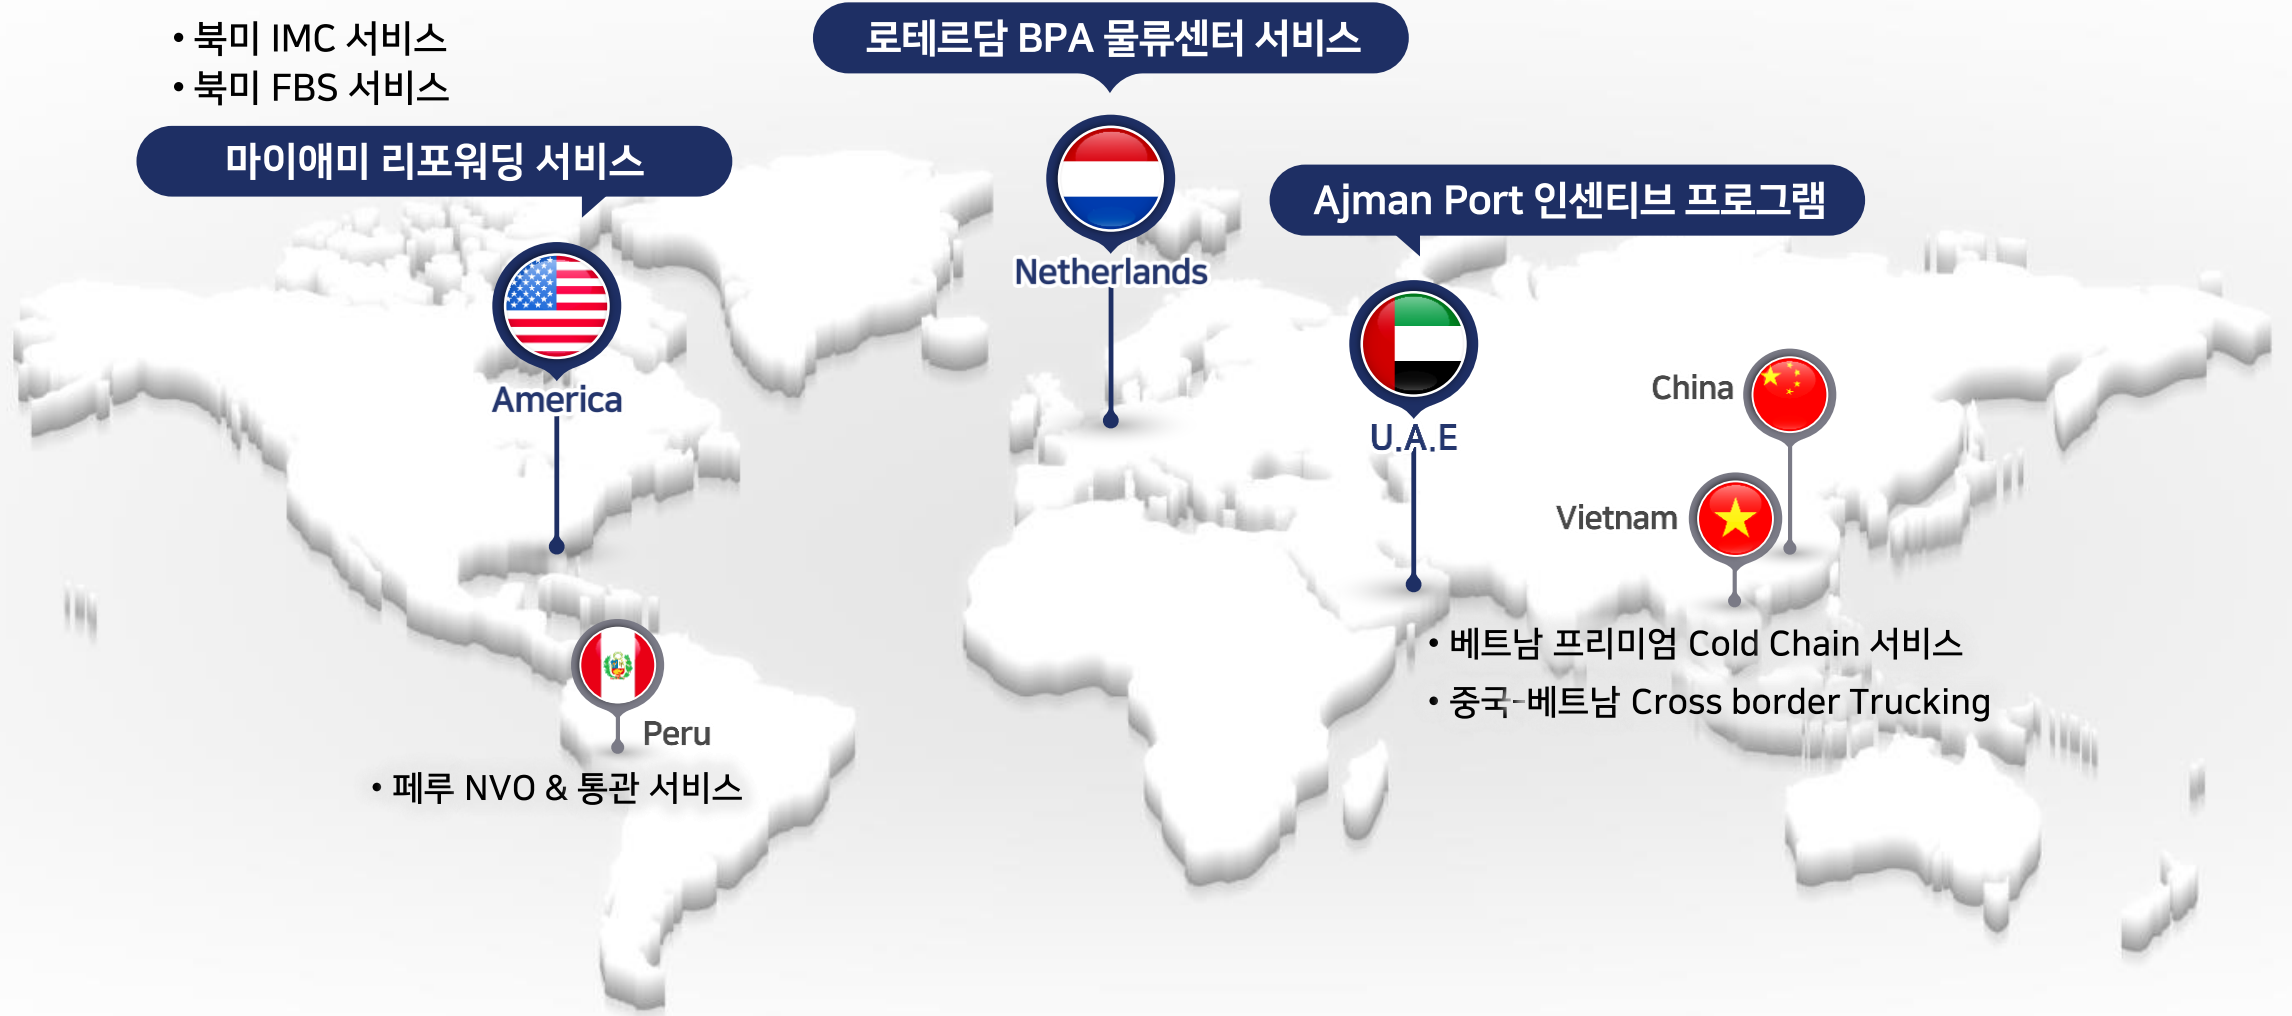 • 북미 IMC 서비스
• 북미 FBS 서비스
마이애미 리포워딩 서비스
America
로테르담 BPA 물류센터 서비스
Netherlands
Ajman Port 인센티브 프로그램
U.A.E
China
Vietnam
• 베트남 프리미엄 Cold Chain 서비스
• 중국-베트남 Cross border Trucking
Peru
• 페루 NVO & 통관 서비스